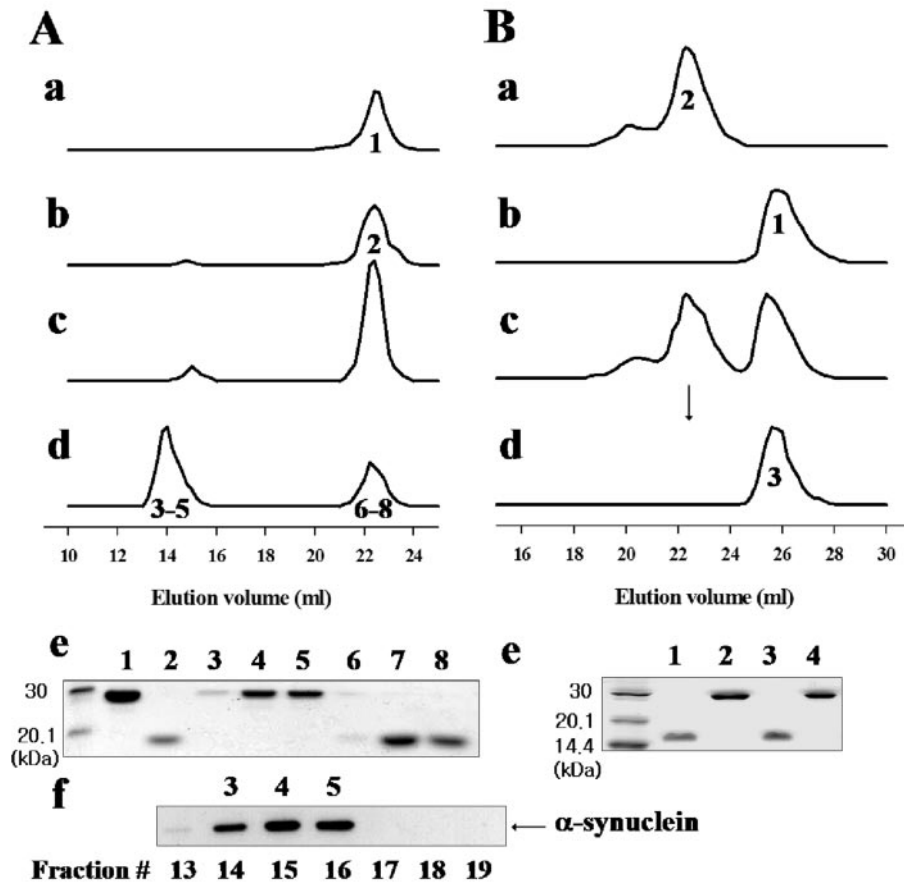 A
B
a
1
b
2
c
d
3-5
6-8
10 12 14 16 18 20 22 24
Elution volume (ml)
a
2
b
1
c
d
3
16 18 20 22 24 26 28 30
Elution volume (ml)
e
1 2 3 4 5 6 7 8
30
20.1
(kDa)
e
1 2 3 4
30
20.1
14.4
(kDa)
f
3 4 5
α-synuclein
Fraction # 13 14 15 16 17 18 19